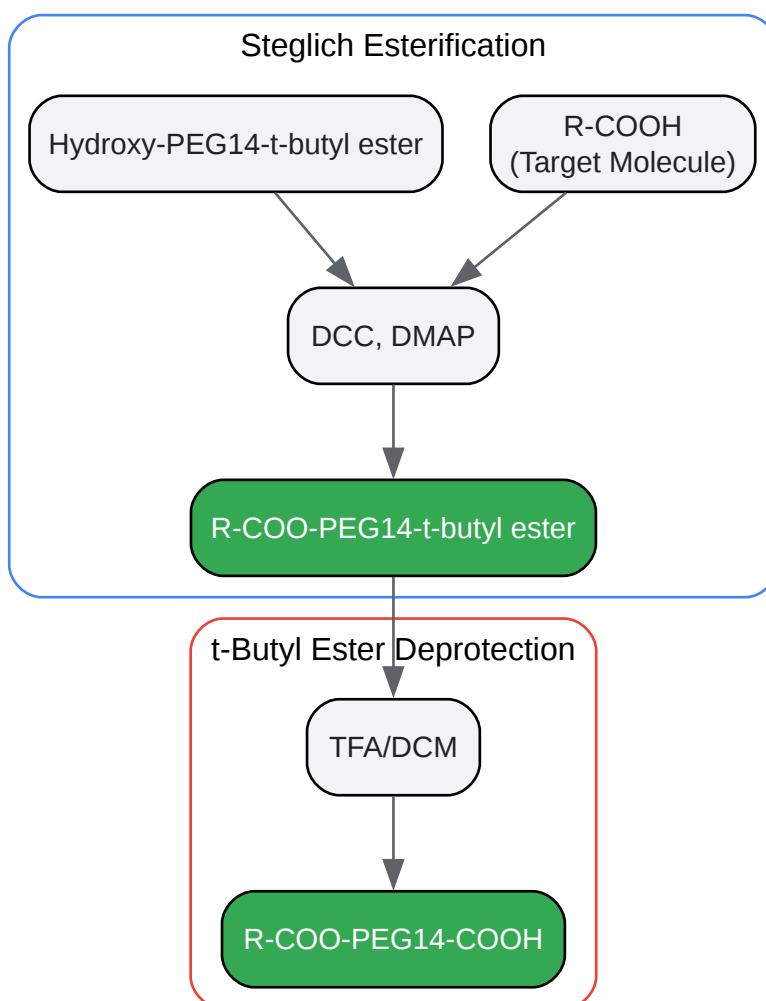 Steglich Esterification
Hydroxy-PEG14-t-butyl ester
R-COOH
(Target Molecule)
DCC, DMAP
R-COO-PEG14-t-butyl ester
t-Butyl Ester Deprotection
TFA/DCM
R-COO-PEG14-COOH